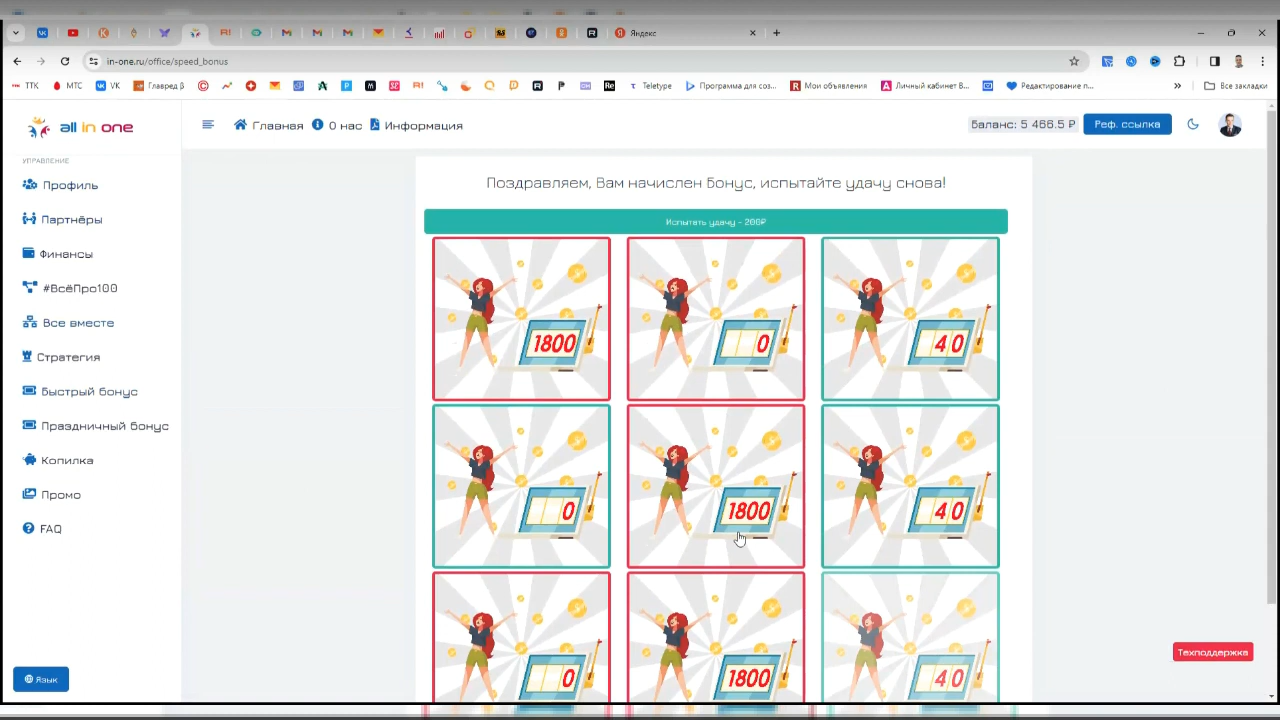 Яндекс
in-one.ru/office/speed_bonus
ТТК
МТС
VK
Главред В
Teletype
Программа для соз...
Мои объявления
Личный кабинет В...
Редактирование п...
Все закладки
all in one
Главная
О нас
Информация
Баланс: 5 466.5 ₽
Реф. ссылка
УПРАВЛЕНИЕ
Профиль
Партнёры
Финансы
#ВсёПро100
Все вместе
Стратегия
Быстрый бонус
Праздничный бонус
Копилка
Промо
FAQ
Язык
Поздравляем, Вам начислен Бонус, испытайте удачу снова!
Испытать удачу - 200₽
1800
0
40
0
1800
40
0
1800
40
Техподдержка